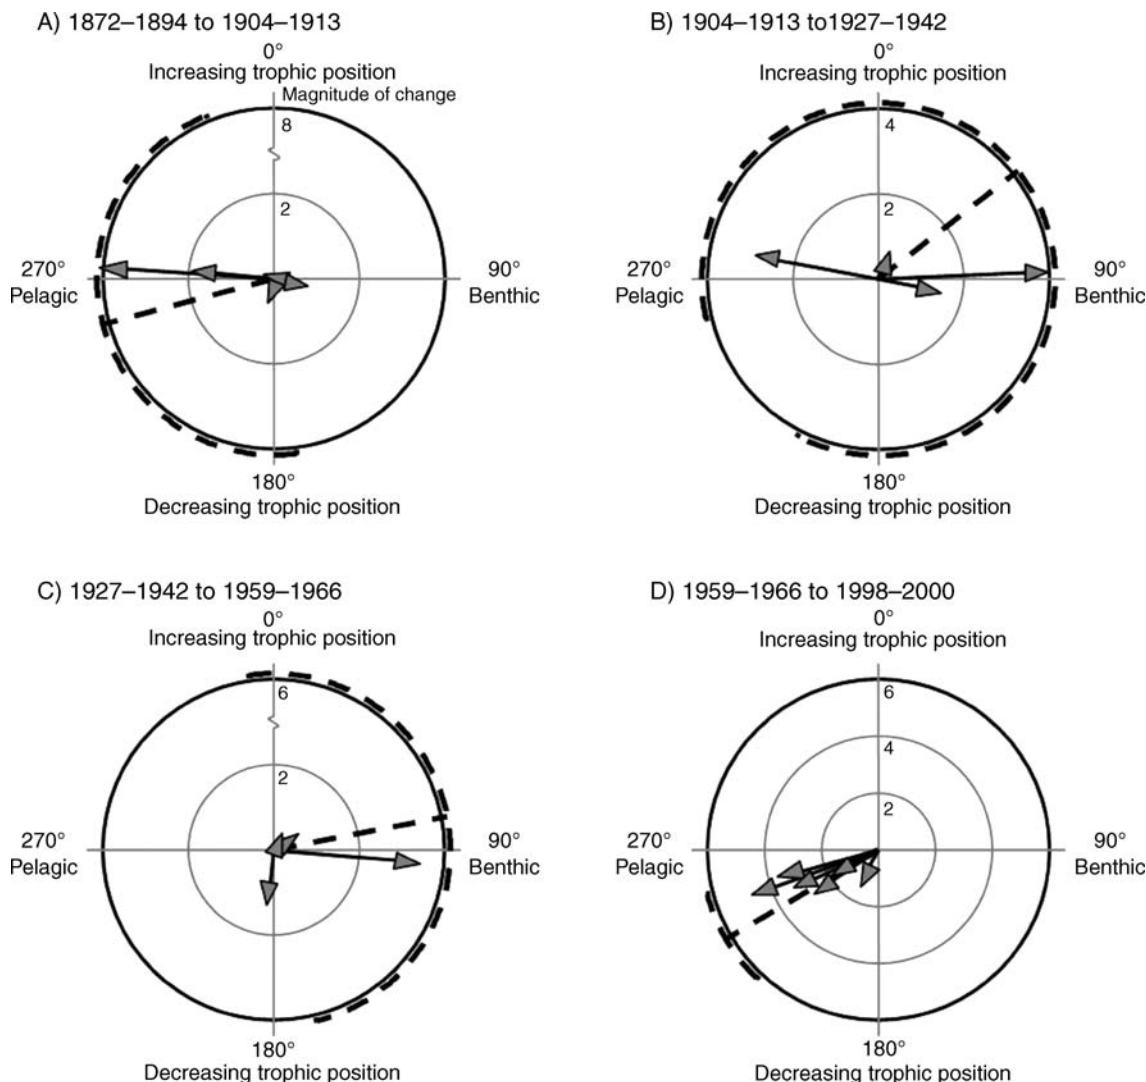 A) 1872–1894 to 1904–1913
0°
Increasing trophic position
Magnitude of change
8
2
270°
Pelagic
90°
Benthic
180°
Decreasing trophic position
B) 1904–1913 to1927–1942
0°
Increasing trophic position
4
2
270°
Pelagic
90°
Benthic
180°
Decreasing trophic position
C) 1927–1942 to 1959–1966
0°
Increasing trophic position
6
2
270°
Pelagic
90°
Benthic
180°
Decreasing trophic position
D) 1959–1966 to 1998–2000
0°
Increasing trophic position
6
4
2
270°
Pelagic
90°
Benthic
180°
Decreasing trophic position